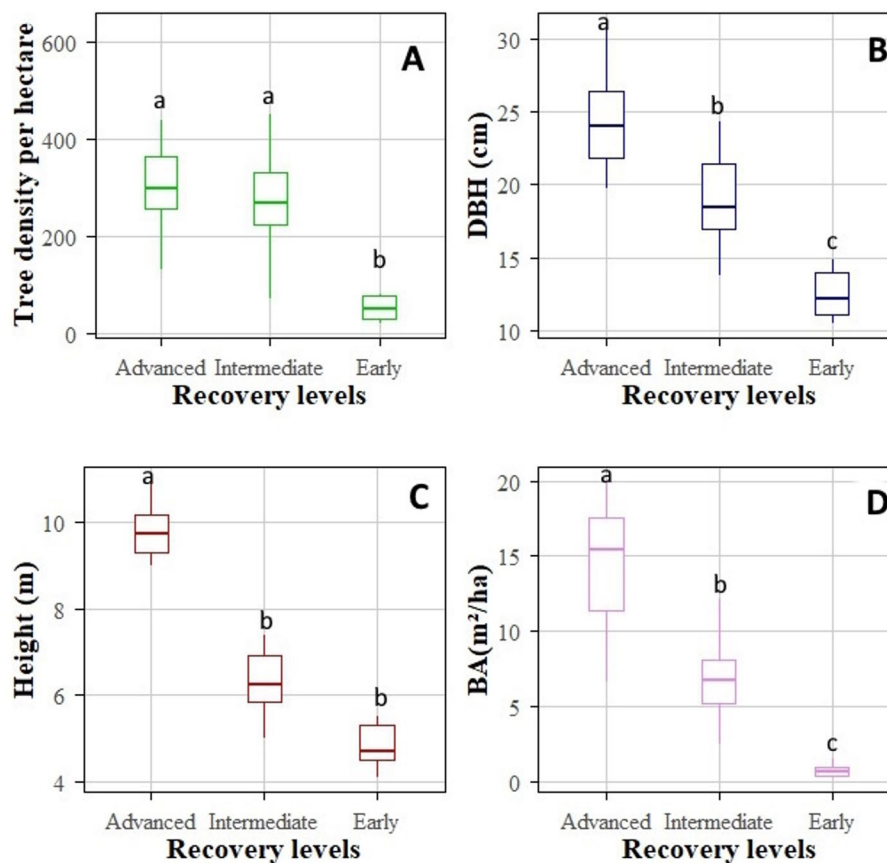 A
Tree density per hectare
600
400
200
0
a
a
b
Advanced Intermediate Early
Recovery levels
B
DBH (cm)
30
25
20
15
10
a
b
c
Advanced Intermediate Early
Recovery levels
C
Height (m)
10
8
6
4
a
b
b
Advanced Intermediate Early
Recovery levels
D
BA(m²/ha)
20
15
10
5
0
a
b
c
Advanced Intermediate Early
Recovery levels